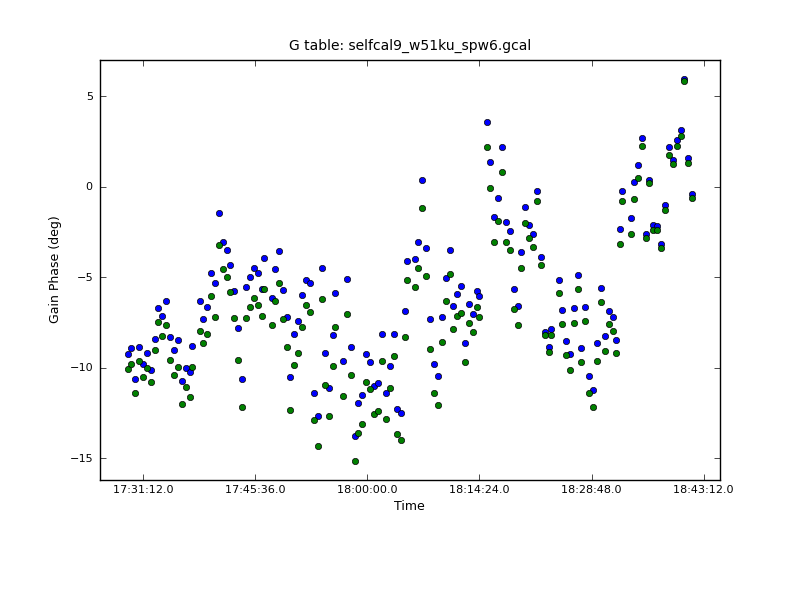 G table: selfcal9_w51ku_spw6.gcal
Gain Phase (deg)
5
0
−5
−10
−15
17:31:12.0 17:45:36.0 18:00:00.0 18:14:24.0 18:28:48.0 18:43:12.0
Time